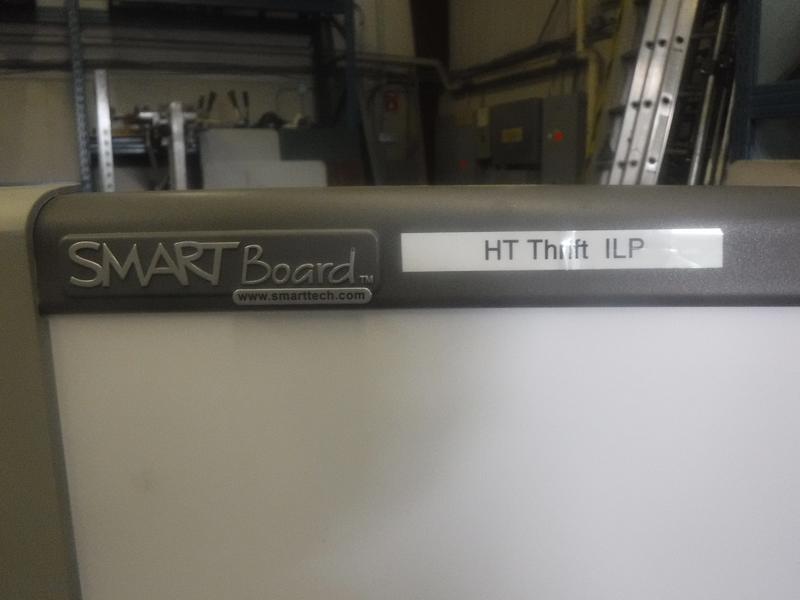 SMART Board™
www.smarttech.com
HT Thrift ILP